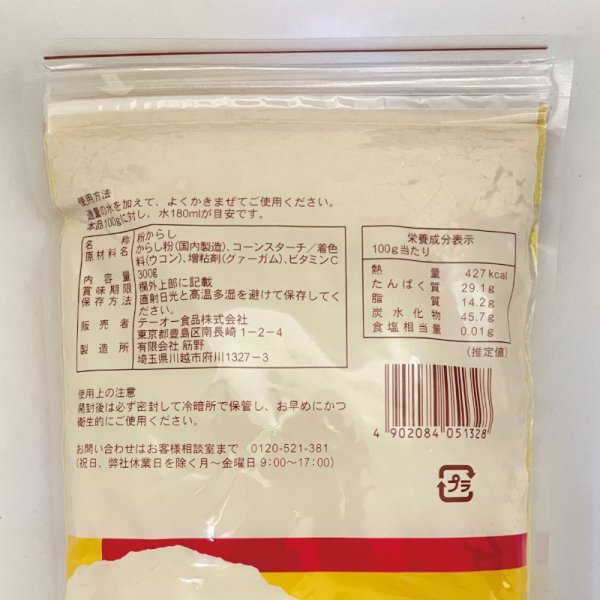 使用方法
適量の水を加えて、よくかきまぜてご使用ください。
本品100gに対し、水180mlが目安です。
名称 粉からし
原材料名 からし粉(国内製造)、コーンスターチ／着色
料(ウコン)、増粘剤(グァーガム)、ビタミンC
内容量 300g
賞味期限 欄外上部に記載
保存方法 直射日光と高温多湿を避けて保存してく
ださい。
販売者 テーオー食品株式会社
東京都豊島区南長崎1－2－4
製造所 有限会社 筋野
埼玉県川越市府川1327－3
栄養成分表示
100g当たり
熱量 427kcal
たんぱく質 29.1g
脂質 14.2g
炭水化物 45.7g
食塩相当量 0.01g
(推定値)
使用上の注意
開封後は必ず密封して冷暗所で保管し、お早めにかつ
衛生的にご使用ください。
お問い合わせはお客様相談室まで 0120-521-381
(祝日、弊社休業日を除く月～金曜日 9:00～17:00)
4 902084 051328
プラ